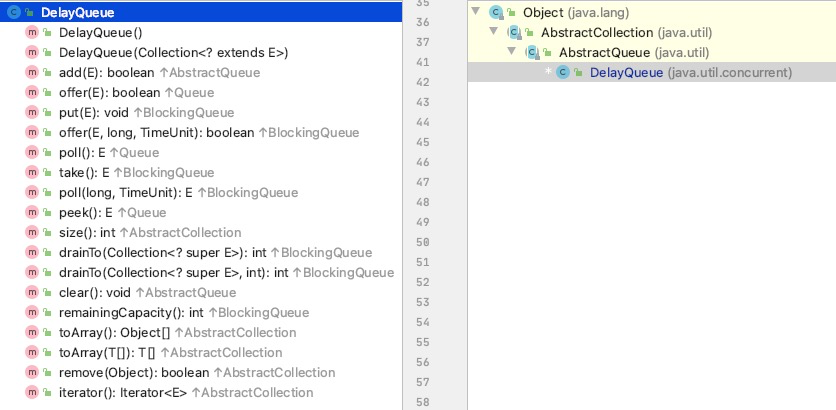 DelayQueue
DelayQueue()
DelayQueue(Collection<? extends E>)
add(E): boolean ↑AbstractQueue
offer(E): boolean ↑Queue
put(E): void ↑BlockingQueue
offer(E, long, TimeUnit): boolean ↑BlockingQueue
poll(): E ↑Queue
take(): E ↑BlockingQueue
poll(long, TimeUnit): E ↑BlockingQueue
peek(): E ↑Queue
size(): int ↑AbstractCollection
drainTo(Collection<? super E>): int ↑BlockingQueue
drainTo(Collection<? super E>, int): int ↑BlockingQueue
clear(): void ↑AbstractQueue
remainingCapacity(): int ↑BlockingQueue
toArray(): Object[] ↑AbstractCollection
toArray(T[]): T[] ↑AbstractCollection
remove(Object): boolean ↑AbstractCollection
iterator(): Iterator<E> ↑AbstractCollection
35
36
37
41
42
43
44
45
46
47
48
49
50
51
52
53
54
55
56
57
58
Object (java.lang)
AbstractCollection (java.util)
AbstractQueue (java.util)
* DelayQueue (java.util.concurrent)